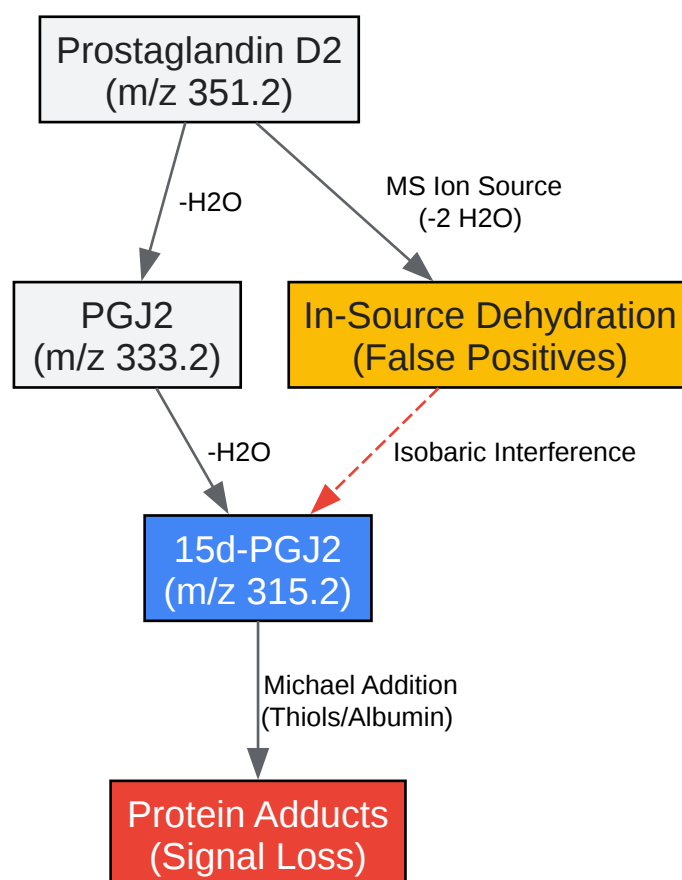 Prostaglandin D2
(m/z 351.2)
-H2O
MS Ion Source
(-2 H2O)
PGJ2
(m/z 333.2)
In-Source Dehydration
(False Positives)
-H2O
Isobaric Interference
15d-PGJ2
(m/z 315.2)
Michael Addition
(Thiols/Albumin)
Protein Adducts
(Signal Loss)